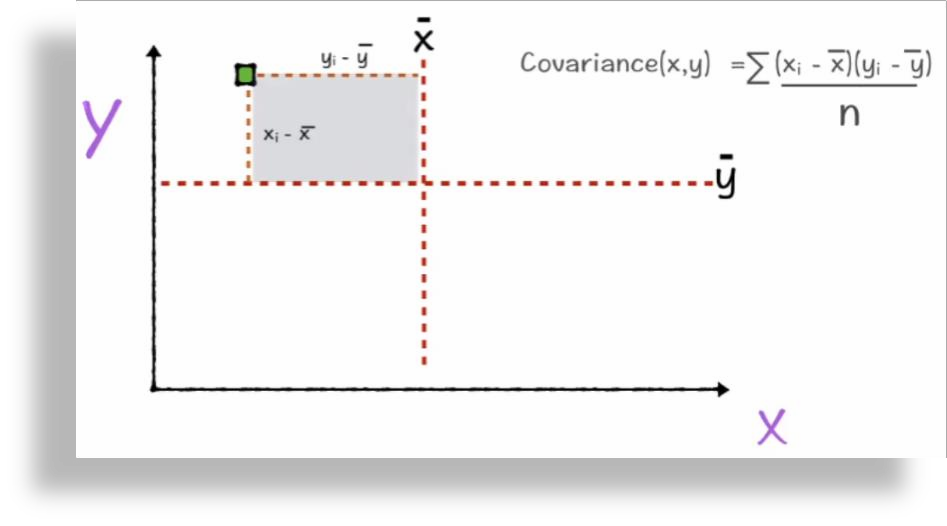 x̄
yᵢ - ȳ
Covariance(x,y) = ∑ (xᵢ - x̄)(yᵢ - ȳ)
n
y
xᵢ - x̄
ȳ
x